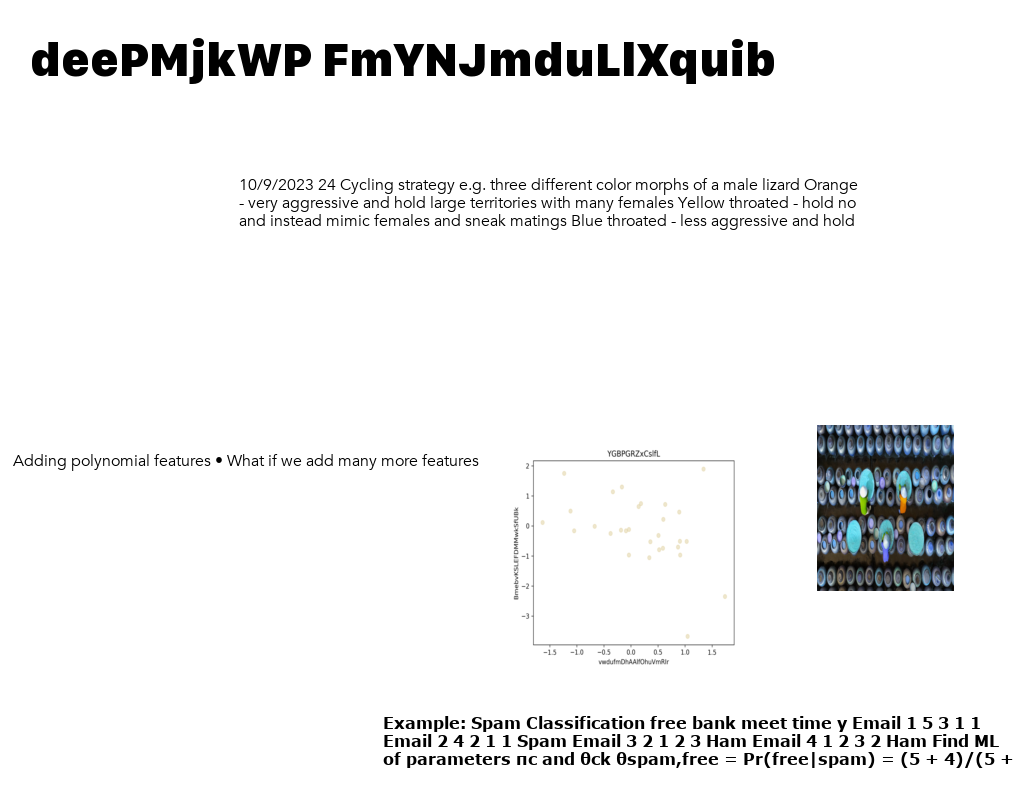 deePMjkWP FmYNJmduLlXquib
10/9/2023 24 Cycling strategy e.g. three different color morphs of a male lizard Orange
- very aggressive and hold large territories with many females Yellow throated - hold no
and instead mimic females and sneak matings Blue throated - less aggressive and hold
Adding polynomial features • What if we add many more features
YGBPGRZxCslfL
2
1
0
−1
−2
−3
−1.5 −1.0 −0.5 0.0 0.5 1.0 1.5
Example: Spam Classification free bank meet time y Email 1 5 3 1 1
Email 2 4 2 1 1 Spam Email 3 2 1 2 3 Ham Email 4 1 2 3 2 Ham Find ML
of parameters πc and θck θspam,free = Pr(free|spam) = (5 + 4)/(5 +